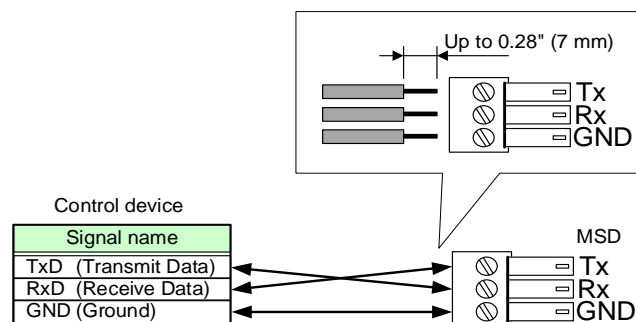 Up to 0.28" (7 mm)
Tx
Rx
GND
Control device
Signal name
MSD
TxD (Transmit Data)
Tx
RxD (Receive Data)
Rx
GND (Ground)
GND